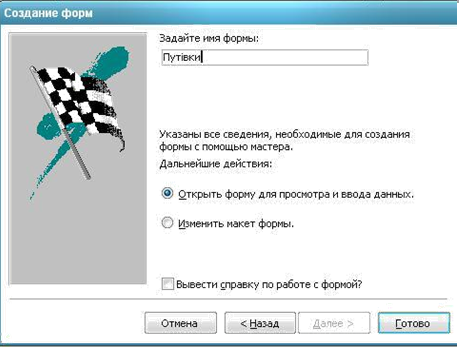 Создание форм
Задайте имя формы:
Путівки
Указаны все сведения, необходимые для создания
формы с помощью мастера.
Дальнейшие действия:
Открыть форму для просмотра и ввода данных.
Изменить макет формы.
Вывести справку по работе с формой?
Отмена
< Назад
Далее >
Готово